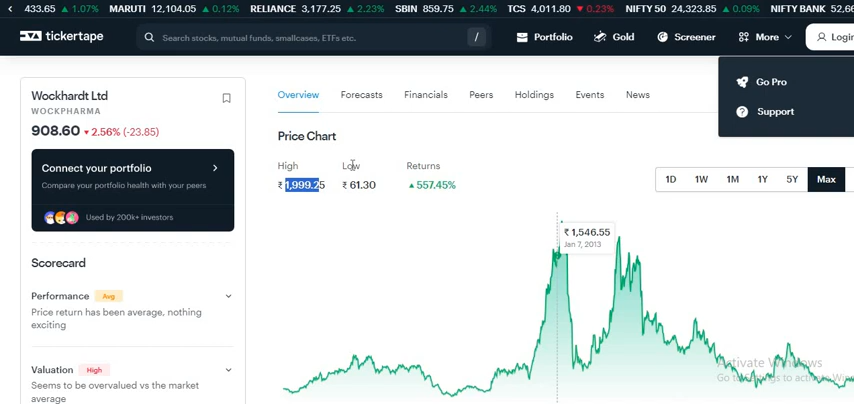 433.65 ▲ 1.07% MARUTI 12,104.05 ▲ 0.12% RELIANCE 3,177.25 ▲ 2.23% SBIN 859.75 ▲ 2.44% TCS 4,011.80 ▼ 0.23% NIFTY 50 24,323.85 ▲ 0.09% NIFTY BANK 52,66
tickertape
Search stocks, mutual funds, smallcases, ETFs etc.
/
Portfolio
Gold
Screener
More
Login
Go Pro
Support
Wockhardt Ltd
WOCKPHARMA
908.60 ▼ 2.56% (-23.85)
Connect your portfolio
Compare your portfolio health with your peers
Used by 200k+ investors
Scorecard
Performance Avg
Price return has been average, nothing
exciting
Valuation High
Seems to be overvalued vs the market
average
Overview Forecasts Financials Peers Holdings Events News
Price Chart
High Low Returns
₹ 1,999.25 ₹ 61.30 ▲ 557.45%
1D 1W 1M 1Y 5Y Max
₹ 1,546.55
Jan 7, 2013
Activate Windows